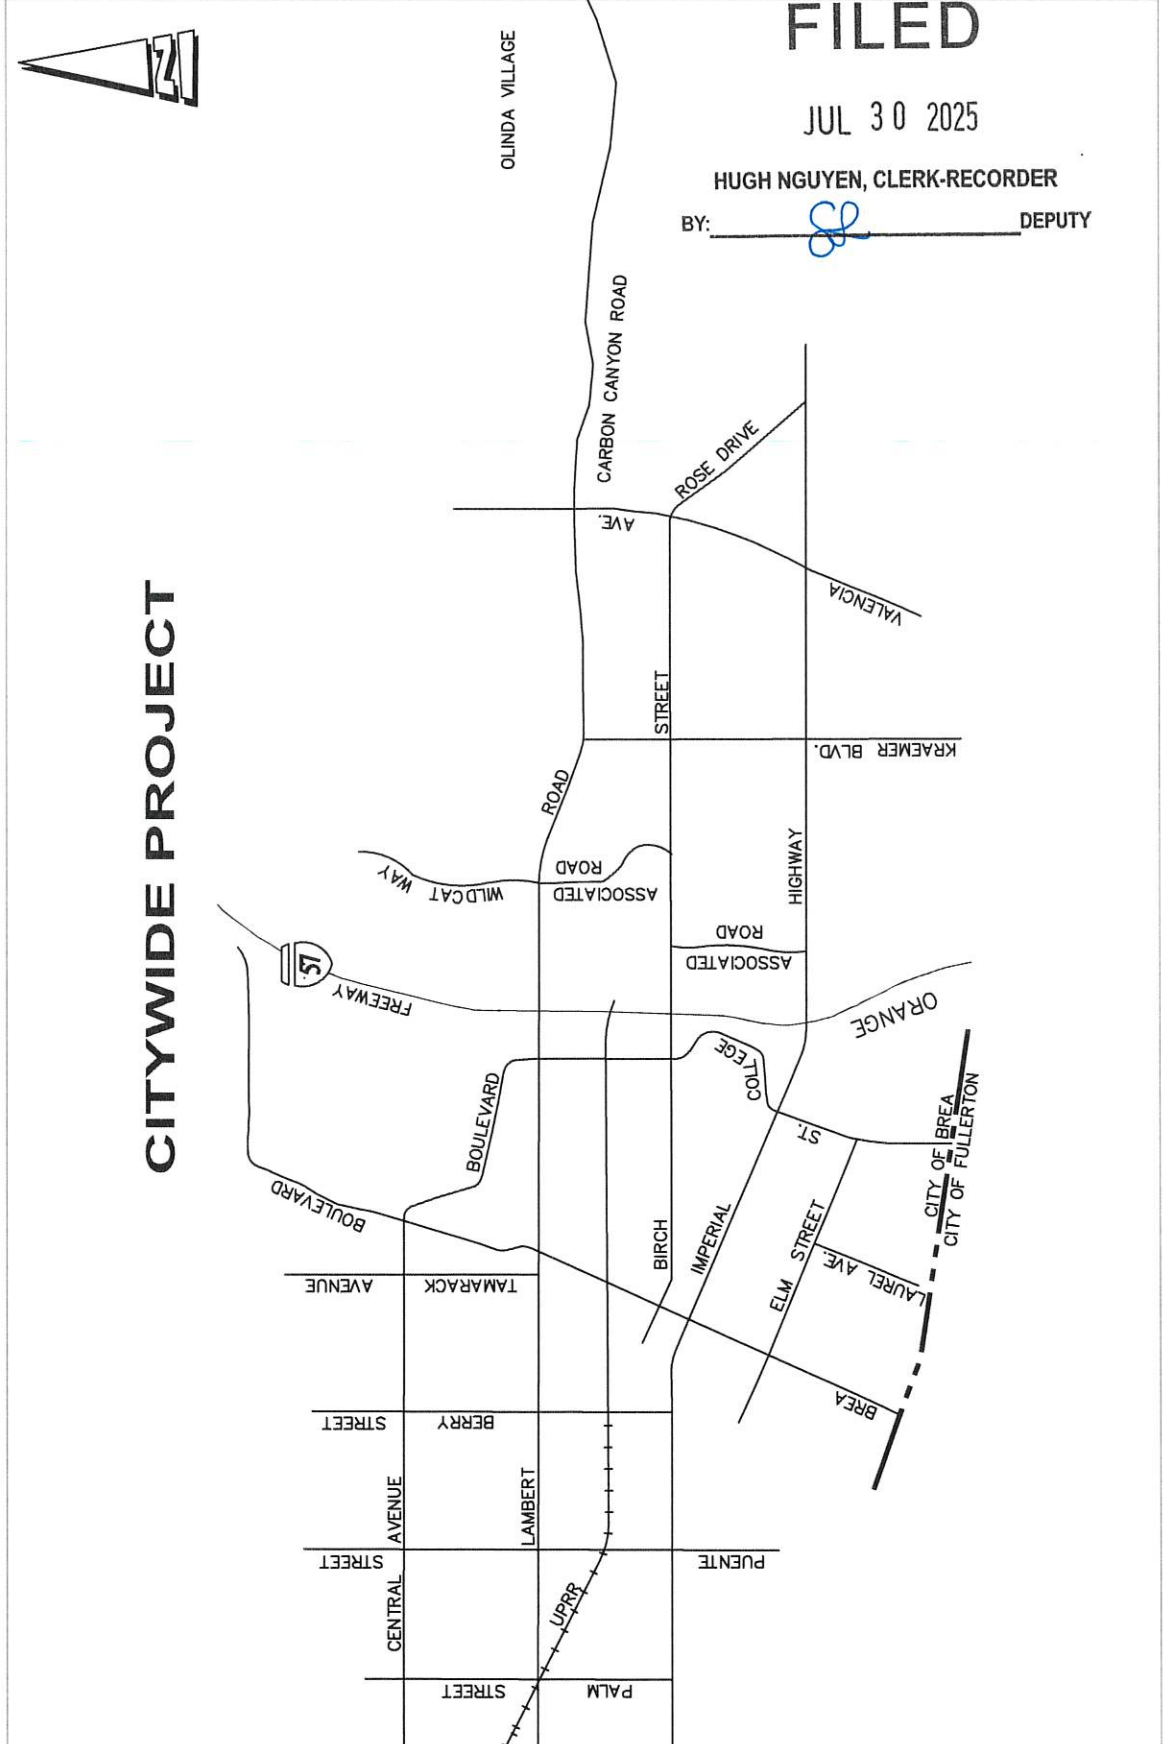 FILED
JUL 30 2025
HUGH NGUYEN, CLERK-RECORDER
BY: DEPUTY
N
CITYWIDE PROJECT
OLINDA VILLAGE
CARBON CANYON ROAD
ROSE DRIVE
VALENCIA AVE.
KRAEMER BLVD.
BIRCH STREET
LAMBERT ROAD
WILDCAT WAY
ASSOCIATED ROAD
ASSOCIATED ROAD
IMPERIAL HIGHWAY
57
ORANGE FREEWAY
BREA BOULEVARD
BOULEVARD
COLLEGE
ST.
CITY OF BREA
CITY OF FULLERTON
ELM STREET
LAUREL AVE.
TAMARACK AVENUE
BERRY STREET
CENTRAL AVENUE
PUENTE STREET
UPRR
PALM STREET